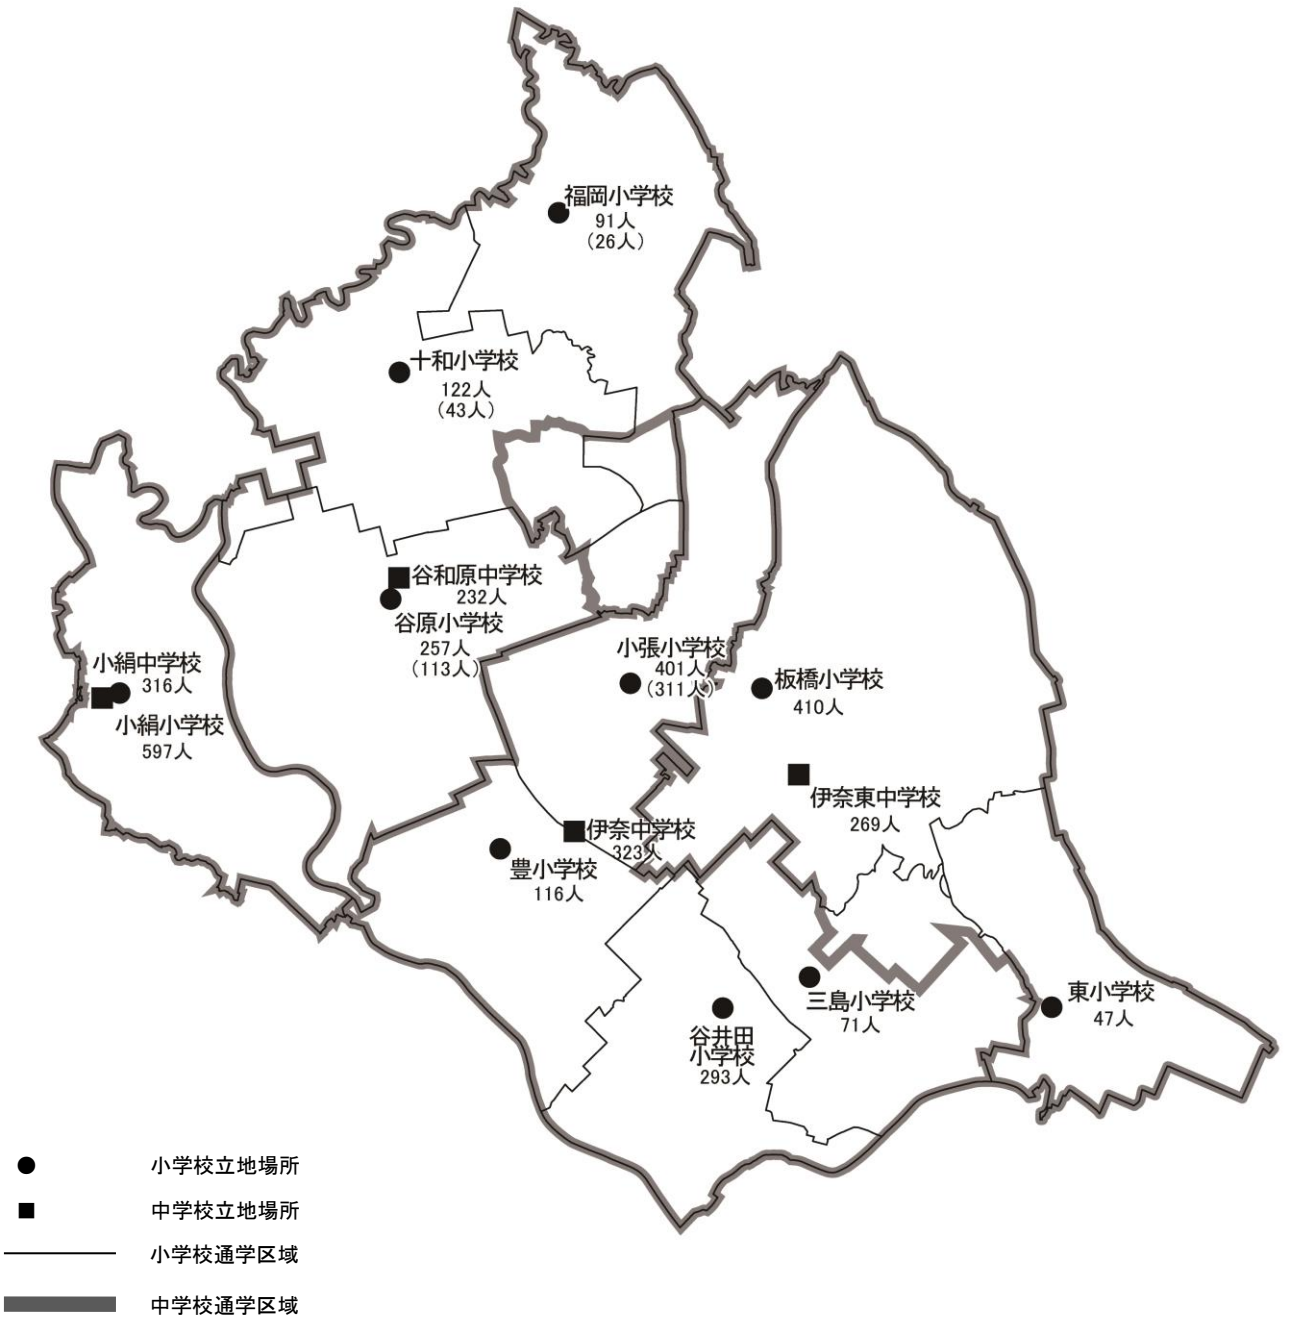 福岡小学校
91人
（26人）
十和小学校
122人
（43人）
谷和原中学校
232人
谷原小学校
257人
（113人）
小張小学校
401人
（311人）
小絹中学校
316人
小絹小学校
597人
板橋小学校
410人
伊奈東中学校
269人
伊奈中学校
323人
豊小学校
116人
三島小学校
71人
東小学校
47人
谷井田
小学校
293人
小学校立地場所
中学校立地場所
小学校通学区域
中学校通学区域